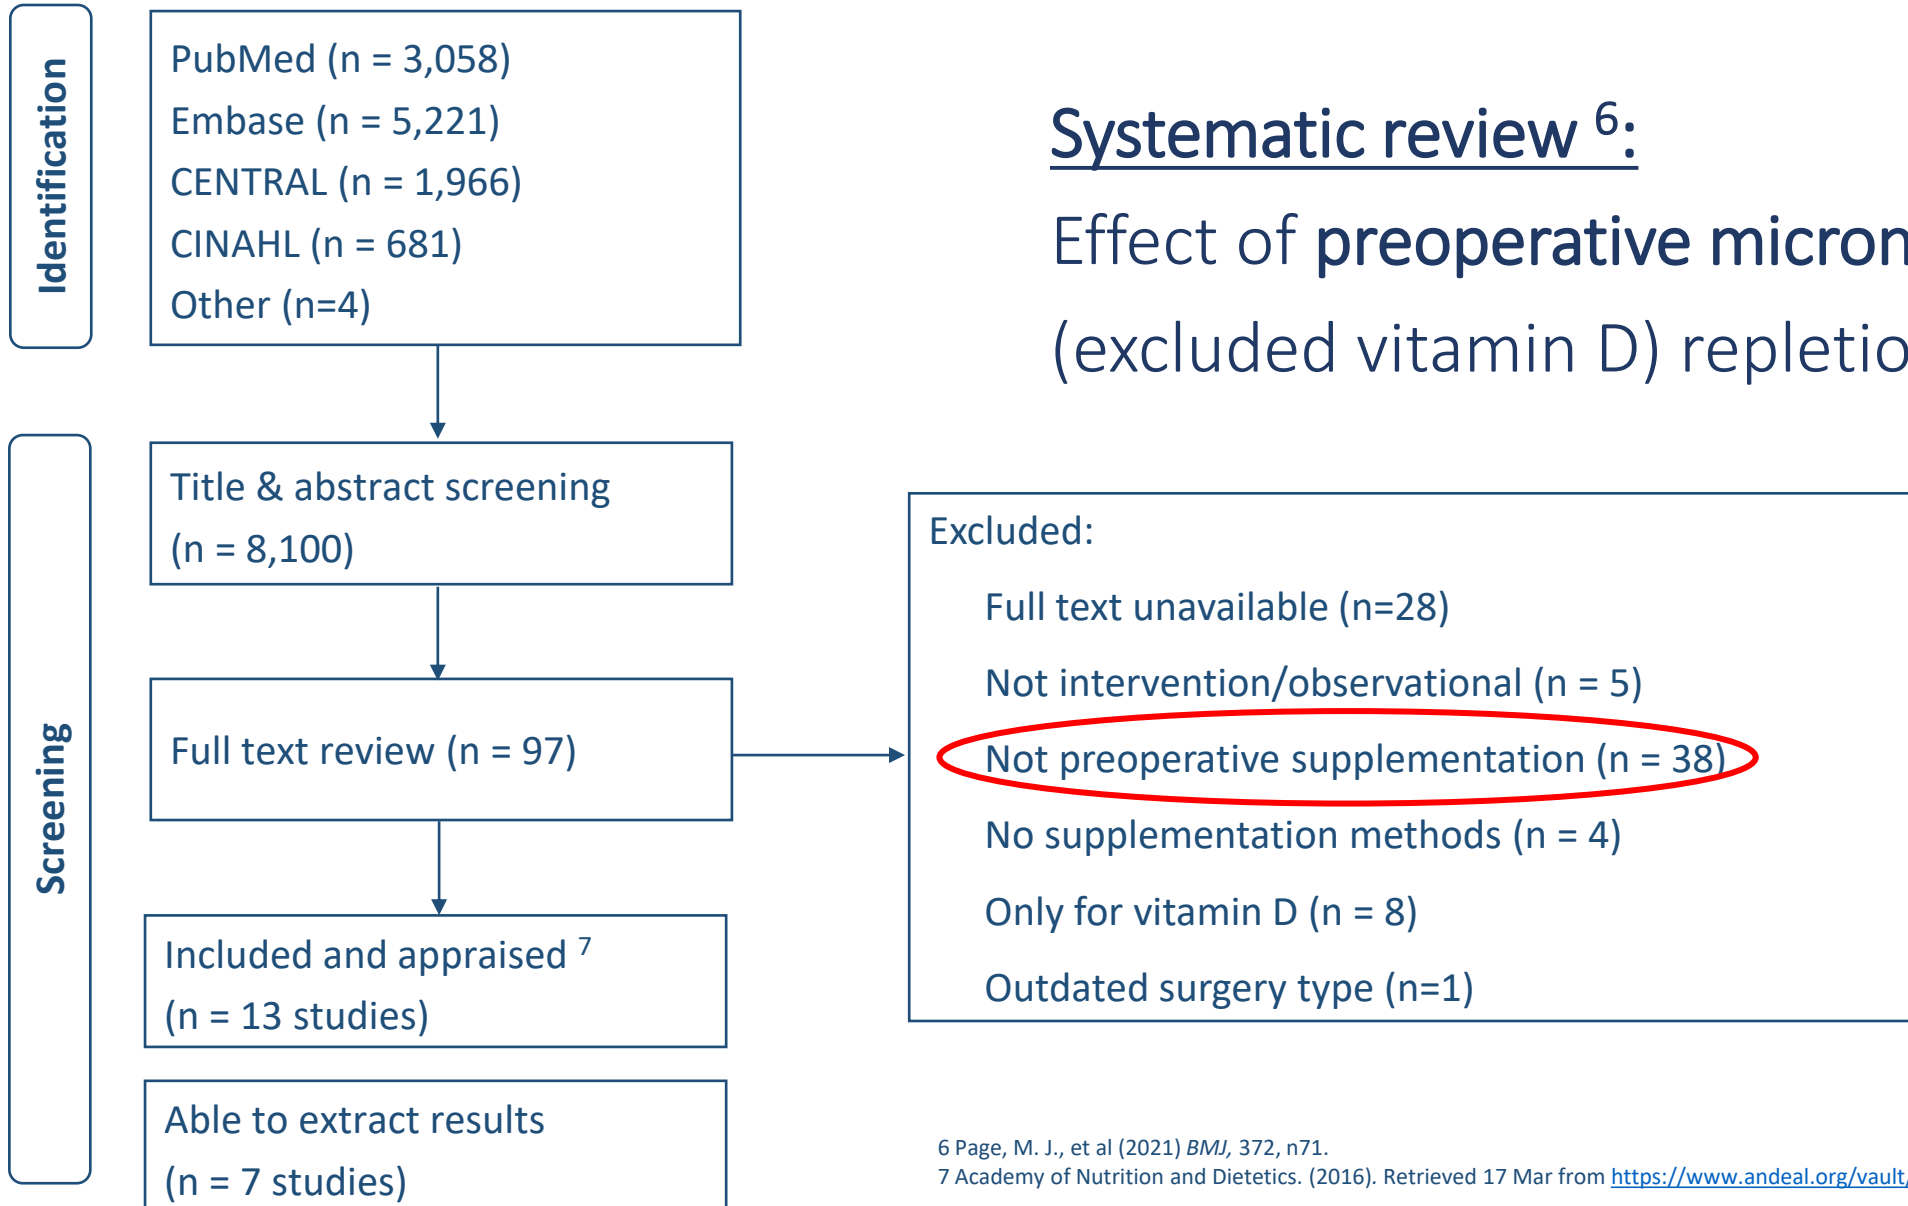 Identification
PubMed (n = 3,058)
Embase (n = 5,221)
CENTRAL (n = 1,966)
CINAHL (n = 681)
Other (n=4)
Systematic review ⁶:
Effect of preoperative micron
(excluded vitamin D) repletio
Screening
Title & abstract screening
(n = 8,100)
Full text review (n = 97)
Excluded:
Full text unavailable (n=28)
Not intervention/observational (n = 5)
Not preoperative supplementation (n = 38)
No supplementation methods (n = 4)
Only for vitamin D (n = 8)
Outdated surgery type (n=1)
Included and appraised ⁷
(n = 13 studies)
Able to extract results
(n = 7 studies)
6 Page, M. J., et al (2021) BMJ, 372, n71.
7 Academy of Nutrition and Dietetics. (2016). Retrieved 17 Mar from https://www.andeal.org/vault/